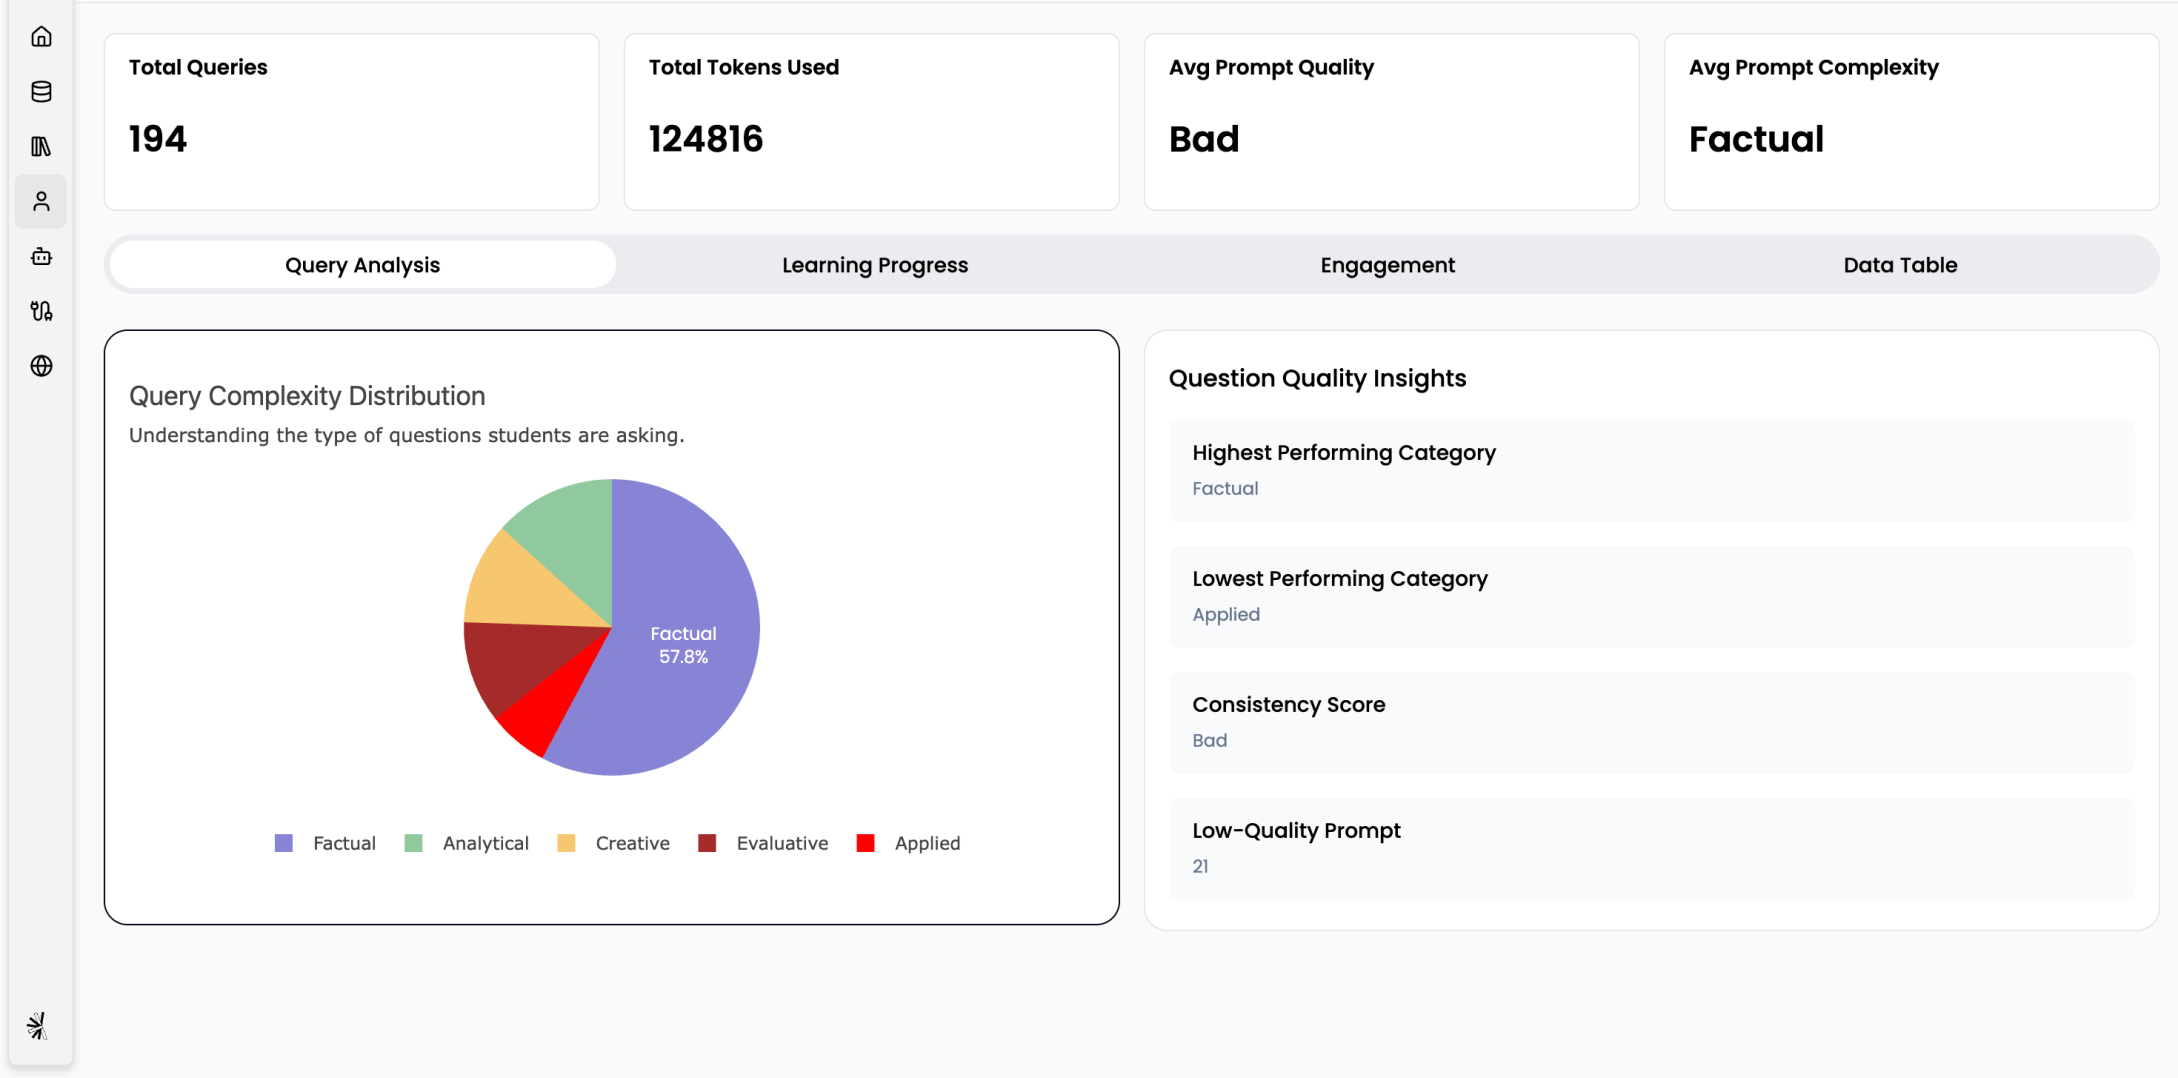 Total Queries
194
Total Tokens Used
124816
Avg Prompt Quality
Bad
Avg Prompt Complexity
Factual
Query Analysis
Learning Progress
Engagement
Data Table
Query Complexity Distribution
Understanding the type of questions students are asking.
Factual
57.8%
Factual
Analytical
Creative
Evaluative
Applied
Question Quality Insights
Highest Performing Category
Factual
Lowest Performing Category
Applied
Consistency Score
Bad
Low-Quality Prompt
21